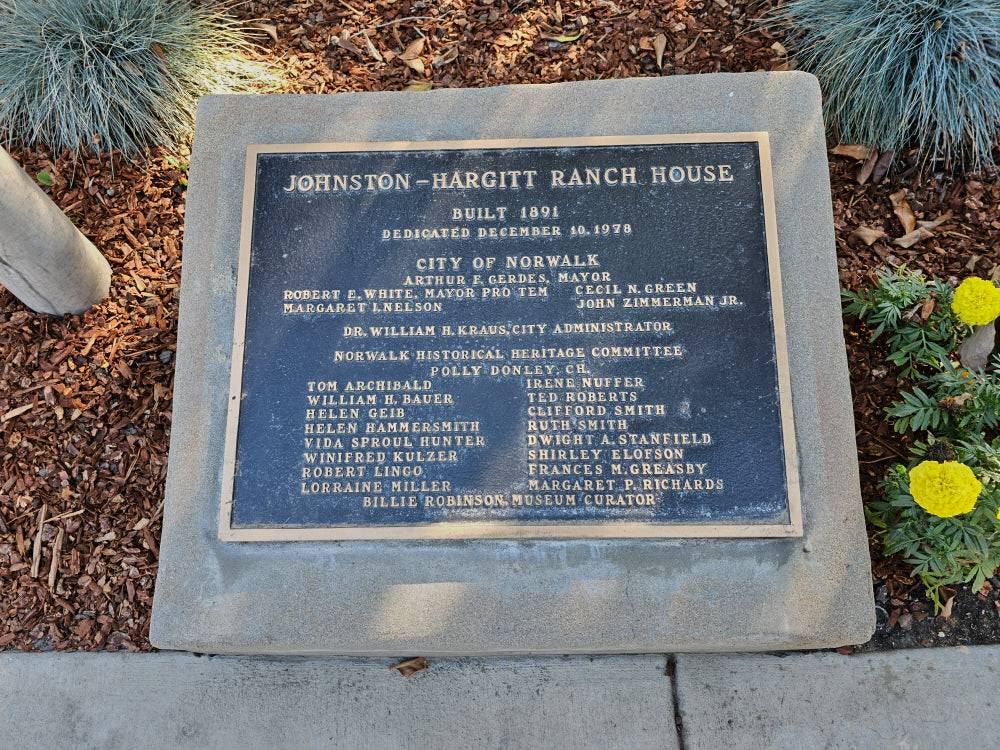 JOHNSTON-HARGITT RANCH HOUSE
BUILT 1891
DEDICATED DECEMBER 10, 1978
CITY OF NORWALK
ARTHUR F. GERDES, MAYOR
ROBERT E. WHITE, MAYOR PRO TEM CECIL N. GREEN
MARGARET I. NELSON JOHN ZIMMERMAN JR.
DR. WILLIAM H. KRAUS, CITY ADMINISTRATOR
NORWALK HISTORICAL HERITAGE COMMITTEE
POLLY DONLEY, CH.
TOM ARCHIBALD IRENE NUFFER
WILLIAM H. BAUER TED ROBERTS
HELEN GEIB CLIFFORD SMITH
HELEN HAMMERSMITH RUTH SMITH
VIDA SPROUL HUNTER DWIGHT A. STANFIELD
WINIFRED KULZER SHIRLEY ELOFSON
ROBERT LINGO FRANCES M. GREASBY
LORRAINE MILLER MARGARET P. RICHARDS
BILLIE ROBINSON, MUSEUM CURATOR